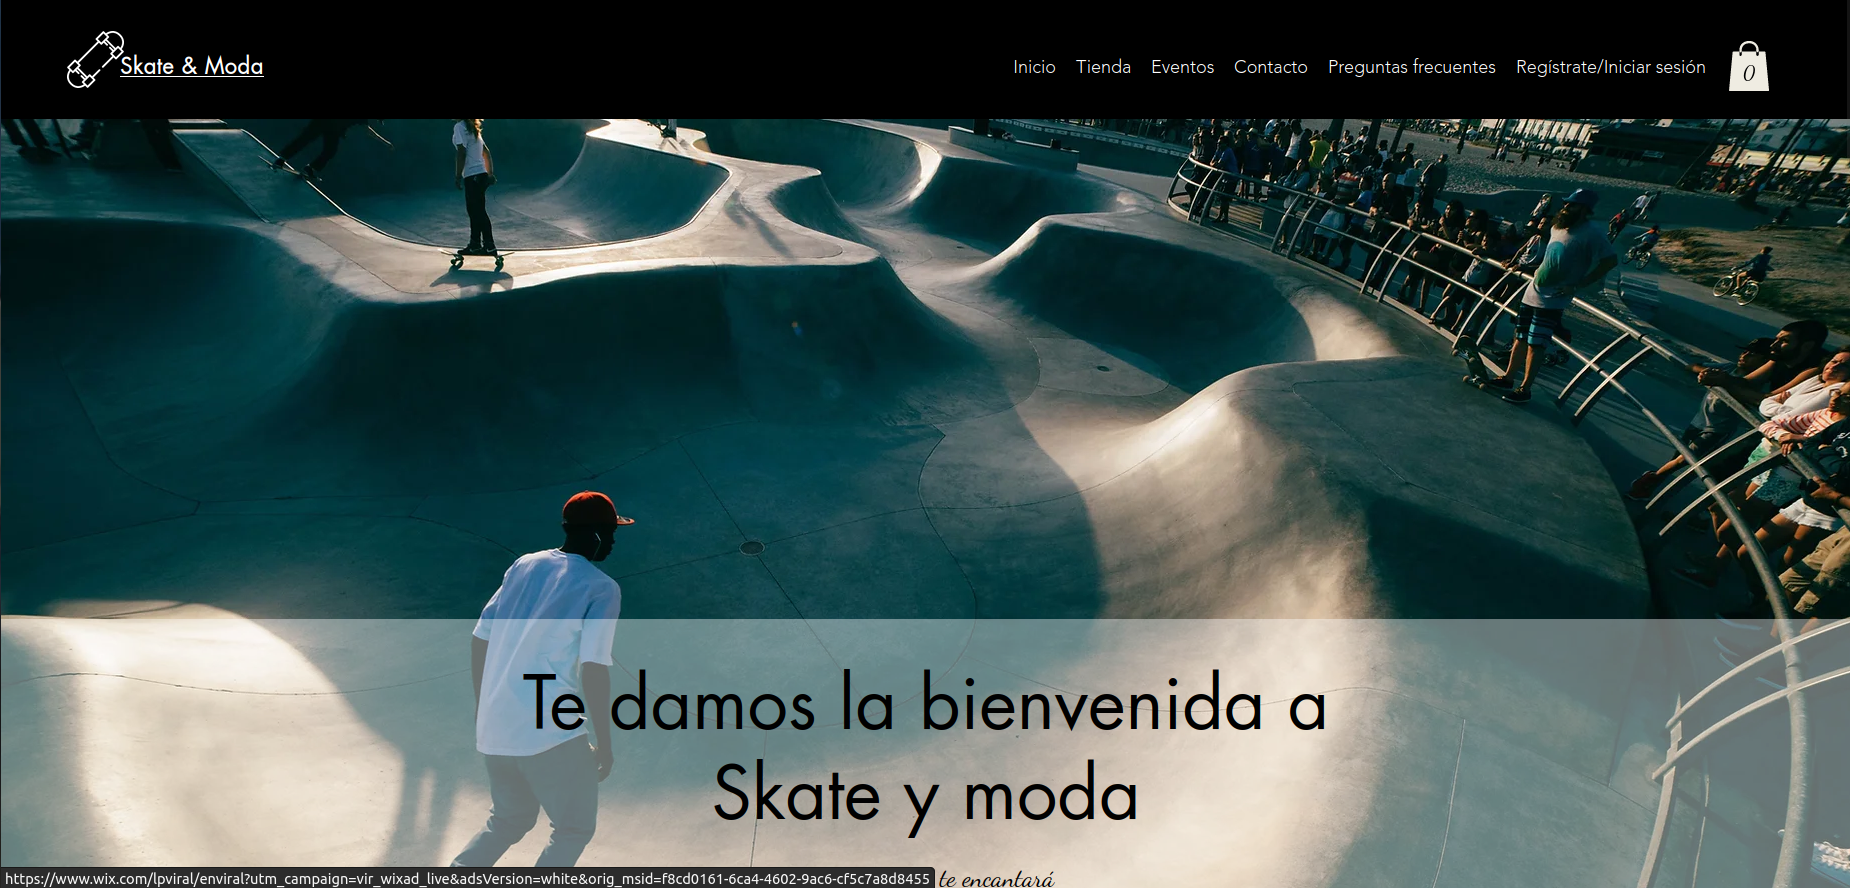 Skate & Moda
Inicio Tienda Eventos Contacto Preguntas frecuentes Regístrate/Iniciar sesión 0
Te damos la bienvenida a
Skate y moda
te encantará
https://www.wix.com/lpviral/enviral?utm_campaign=vir_wixad_live&adsVersion=white&orig_msid=f8cd0161-6ca4-4602-9ac6-cf5c7a8d8455